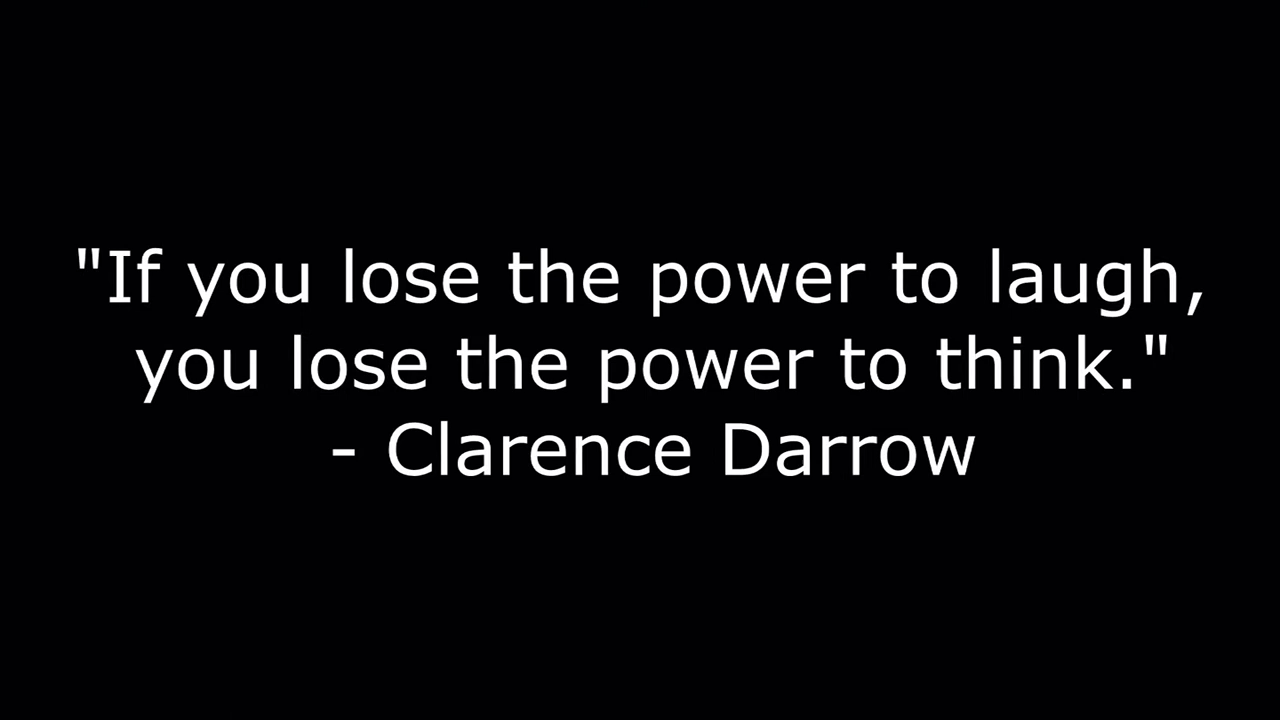 "If you lose the power to laugh,
you lose the power to think."
- Clarence Darrow